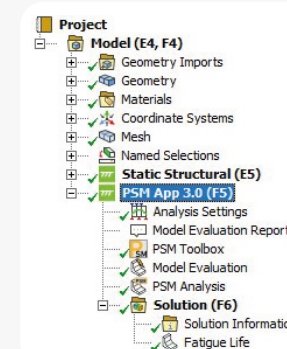 Project
Model (E4, F4)
Geometry Imports
Geometry
Materials
Coordinate Systems
Mesh
Named Selections
Static Structural (E5)
PSM App 3.0 (F5)
Analysis Settings
Model Evaluation Report
PSM Toolbox
Model Evaluation
PSM Analysis
Solution (F6)
Solution Informatio
Fatigue Life